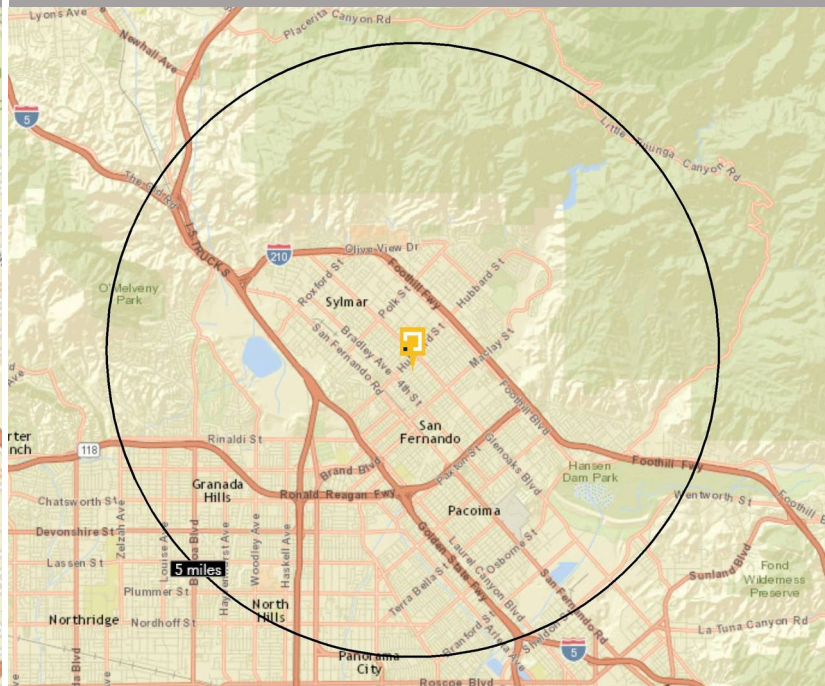 Lyons Ave
Placerita Canyon Rd
Newhall Ave
5
Little Tujunga Canyon Rd
The Old Rd
I-5 TRUCKS
210
Olive View Dr
Foothill Fwy
Roxford St
Polk St
Hubbard St
O'Melveny
Park
Sylmar
Bradley Ave
San Fernando Rd
Maclay St
4th St
Foothill Blvd
San
Fernando
118
Rinaldi St
Brand Blvd
Paxton St
Glenoaks Blvd
Hansen
Dam Park
Foothill Fwy
Granada
Hills
Ronald Reagan Fwy
Wentworth St
Chatsworth St
Pacoima
Devonshire St
Zelzah Ave
Louise Ave
Woodley Ave
Haskell Ave
Golden State Fwy
Laurel Canyon Blvd
Osborne St
Sunland Blvd
Lassen St
5 miles
Fond
Wilderness
Preserve
Plummer St
Terra Bella St
San Fernando Rd
Northridge
Nordhoff St
North
Hills
Branford St
Arleta Ave
Sheldon St
La Tuna Canyon Rd
5
Panorama
City
Roscoe Blvd